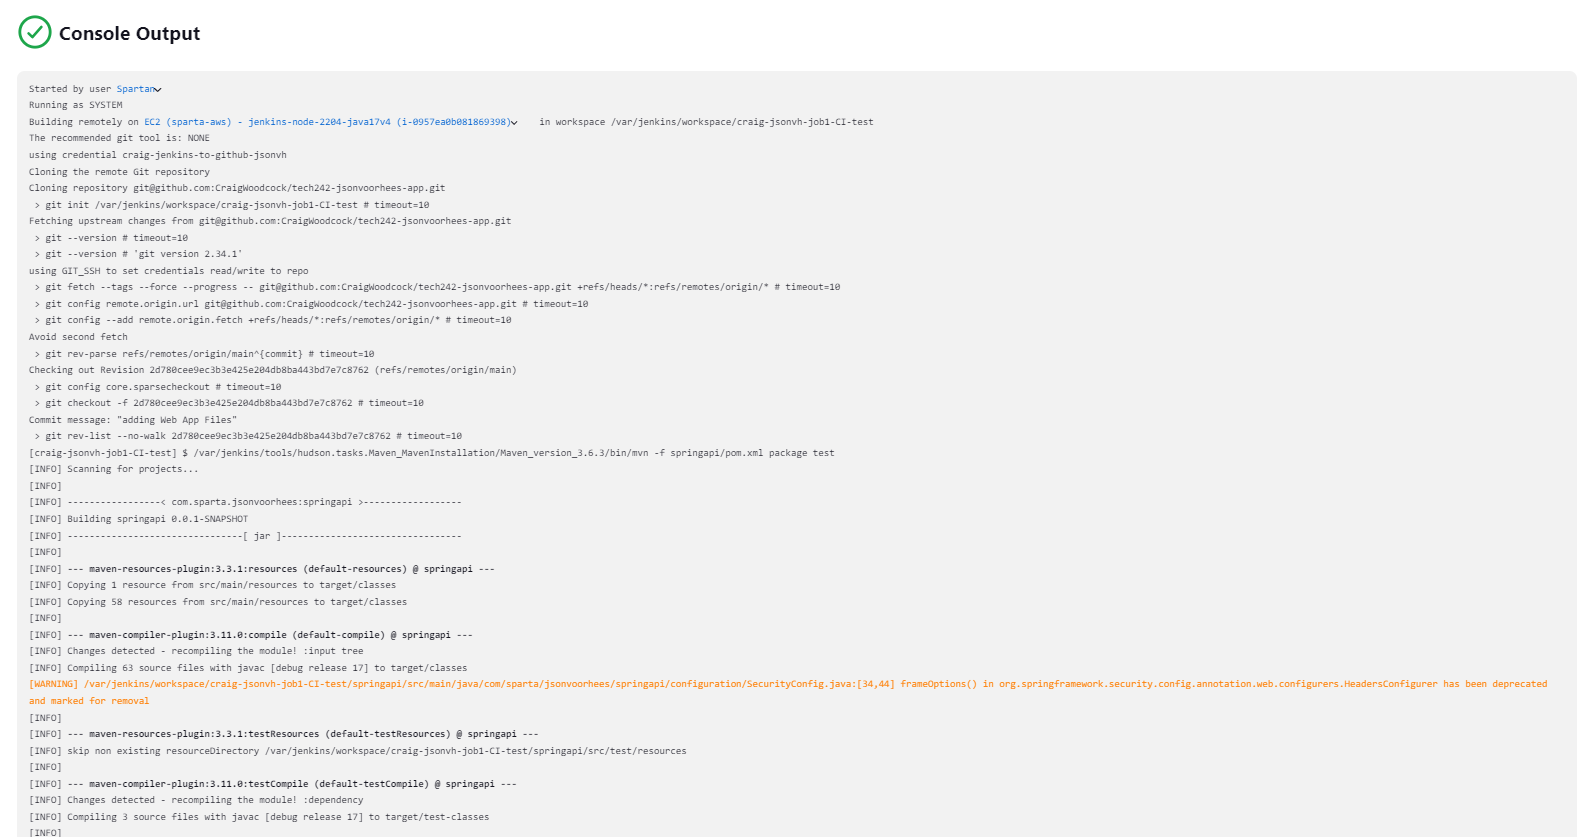 Console Output
Started by user Spartan
Running as SYSTEM
Building remotely on EC2 (sparta-aws) - jenkins-node-2204-java17v4 (i-0957ea0b081869398) in workspace /var/jenkins/workspace/craig-jsonvh-job1-CI-test
The recommended git tool is: NONE
using credential craig-jenkins-to-github-jsonvh
Cloning the remote Git repository
Cloning repository git@github.com:CraigWoodcock/tech242-jsonvoorhees-app.git
 > git init /var/jenkins/workspace/craig-jsonvh-job1-CI-test # timeout=10
Fetching upstream changes from git@github.com:CraigWoodcock/tech242-jsonvoorhees-app.git
 > git --version # timeout=10
 > git --version # 'git version 2.34.1'
using GIT_SSH to set credentials read/write to repo
 > git fetch --tags --force --progress -- git@github.com:CraigWoodcock/tech242-jsonvoorhees-app.git +refs/heads/*:refs/remotes/origin/* # timeout=10
 > git config remote.origin.url git@github.com:CraigWoodcock/tech242-jsonvoorhees-app.git # timeout=10
 > git config --add remote.origin.fetch +refs/heads/*:refs/remotes/origin/* # timeout=10
Avoid second fetch
 > git rev-parse refs/remotes/origin/main^{commit} # timeout=10
Checking out Revision 2d780cee9ec3b3e425e204db8ba443bd7e7c8762 (refs/remotes/origin/main)
 > git config core.sparsecheckout # timeout=10
 > git checkout -f 2d780cee9ec3b3e425e204db8ba443bd7e7c8762 # timeout=10
Commit message: "adding Web App Files"
 > git rev-list --no-walk 2d780cee9ec3b3e425e204db8ba443bd7e7c8762 # timeout=10
[craig-jsonvh-job1-CI-test] $ /var/jenkins/tools/hudson.tasks.Maven_MavenInstallation/Maven_version_3.6.3/bin/mvn -f springapi/pom.xml package test
[INFO] Scanning for projects...
[INFO]
[INFO] -----------------< com.sparta.jsonvoorhees:springapi >------------------
[INFO] Building springapi 0.0.1-SNAPSHOT
[INFO] --------------------------------[ jar ]---------------------------------
[INFO]
[INFO] --- maven-resources-plugin:3.3.1:resources (default-resources) @ springapi ---
[INFO] Copying 1 resource from src/main/resources to target/classes
[INFO] Copying 58 resources from src/main/resources to target/classes
[INFO]
[INFO] --- maven-compiler-plugin:3.11.0:compile (default-compile) @ springapi ---
[INFO] Changes detected - recompiling the module! :input tree
[INFO] Compiling 63 source files with javac [debug release 17] to target/classes
[WARNING] /var/jenkins/workspace/craig-jsonvh-job1-CI-test/springapi/src/main/java/com/sparta/jsonvoorhees/springapi/configuration/SecurityConfig.java:[34,44] frameOptions() in org.springframework.security.config.annotation.web.configurers.HeadersConfigurer has been deprecated
and marked for removal
[INFO]
[INFO] --- maven-resources-plugin:3.3.1:testResources (default-testResources) @ springapi ---
[INFO] skip non existing resourceDirectory /var/jenkins/workspace/craig-jsonvh-job1-CI-test/springapi/src/test/resources
[INFO]
[INFO] --- maven-compiler-plugin:3.11.0:testCompile (default-testCompile) @ springapi ---
[INFO] Changes detected - recompiling the module! :dependency
[INFO] Compiling 3 source files with javac [debug release 17] to target/test-classes
[INFO]